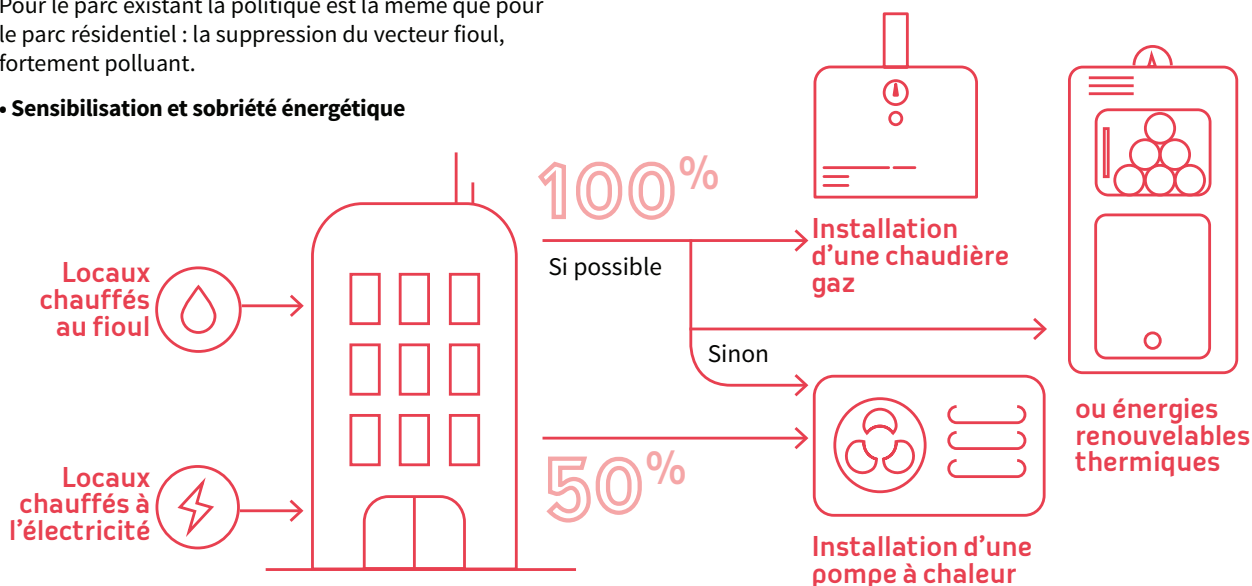 Pour le parc existant la politique est la même que pour
le parc résidentiel : la suppression du vecteur fioul,
fortement polluant.
• Sensibilisation et sobriété énergétique
Locaux
chauffés
au fioul
Locaux
chauffés à
l'électricité
100%
Si possible
Sinon
50%
Installation
d'une chaudière
gaz
ou énergies
renouvelables
thermiques
Installation d'une
pompe à chaleur